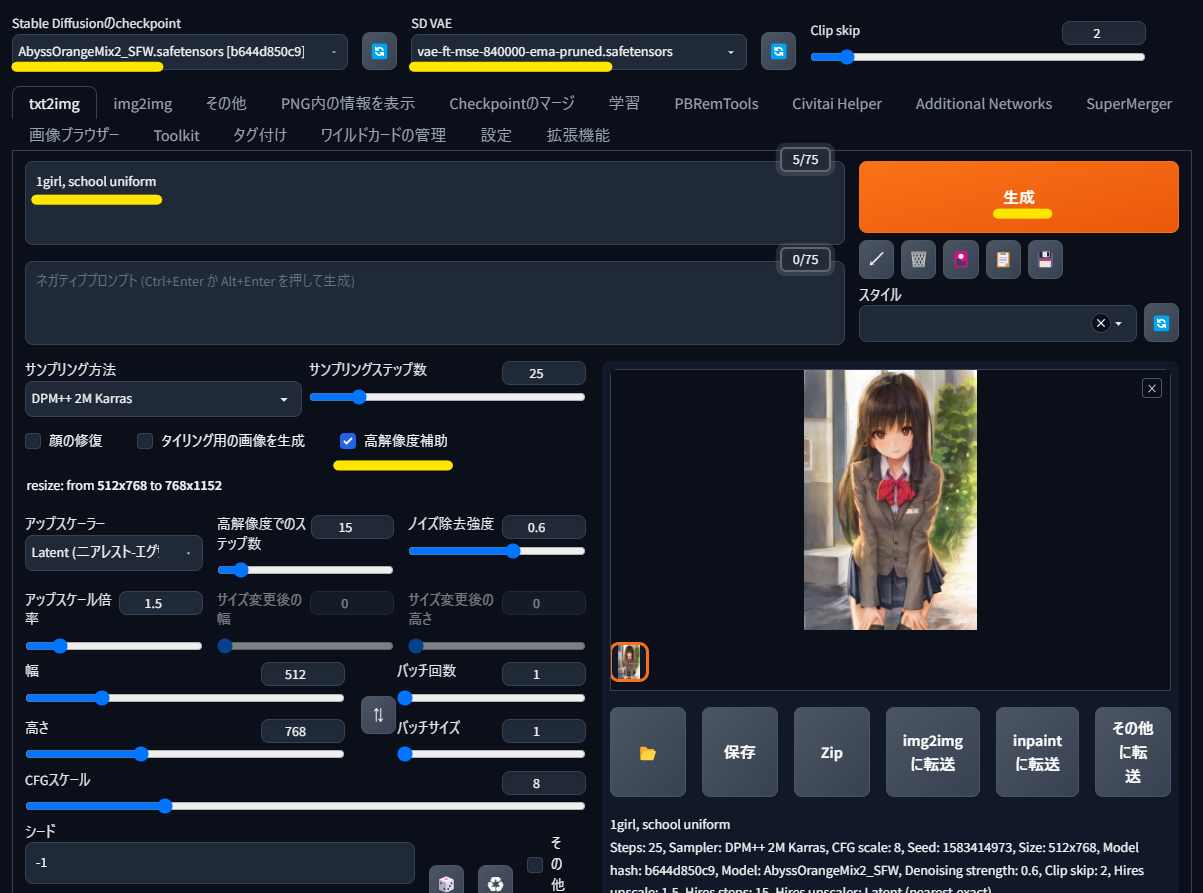 Stable Diffusionのcheckpoint
SD VAE
Clip skip
2
AbyssOrangeMix2_SFW.safetensors [b644d850c9]
vae-ft-mse-840000-ema-pruned.safetensors
txt2img img2img その他 PNG内の情報を表示 Checkpointのマージ 学習 PBRemTools Civitai Helper Additional Networks SuperMerger
画像ブラウザー Toolkit タグ付け ワイルドカードの管理 設定 拡張機能
5/75
1girl, school uniform
生成
0/75
ネガティブプロンプト (Ctrl+Enter か Alt+Enter を押して生成)
スタイル
サンプリング方法
サンプリングステップ数
25
DPM++ 2M Karras
顔の修復
タイリング用の画像を生成
高解像度補助
resize: from 512x768 to 768x1152
アップスケーラー
高解像度でのステップ数
15
ノイズ除去強度
0.6
Latent (ニアレスト-エグ
アップスケール倍率
1.5
サイズ変更後の幅
0
サイズ変更後の高さ
0
幅
512
バッチ回数
1
高さ
768
バッチサイズ
1
CFGスケール
8
シード
-1
その他
保存
Zip
img2img
に転送
inpaint
に転送
その他
に転
送
1girl, school uniform
Steps: 25, Sampler: DPM++ 2M Karras, CFG scale: 8, Seed: 1583414973, Size: 512x768, Model
hash: b644d850c9, Model: AbyssOrangeMix2_SFW, Denoising strength: 0.6, Clip skip: 2, Hires
upscale: 1.5, Hires steps: 15, Hires upscaler: Latent (nearest-exact)